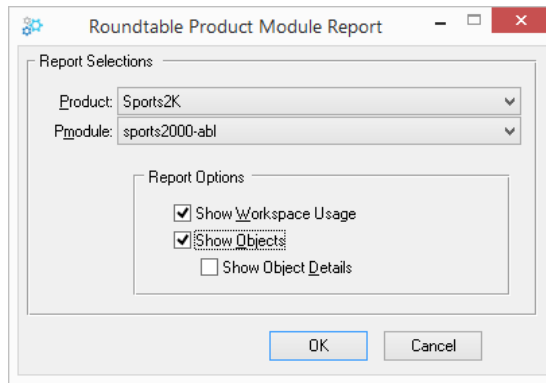 Roundtable Product Module Report
Report Selections
Product: Sports2K
Pmodule: sports2000-abl
Report Options
Show Workspace Usage
Show Objects
Show Object Details
OK Cancel